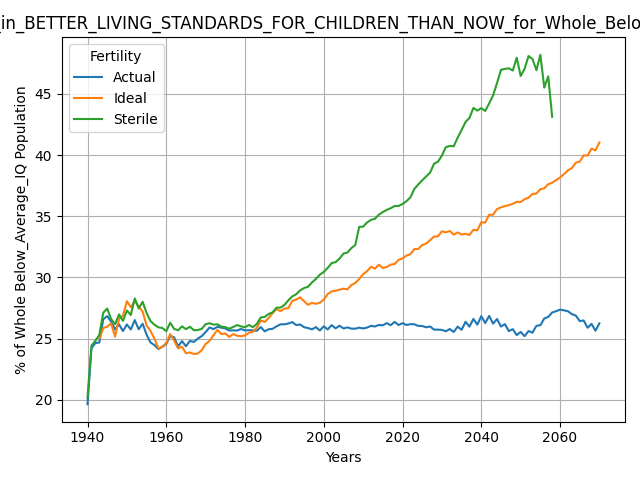 _in_BETTER_LIVING_STANDARDS_FOR_CHILDREN_THAN_NOW_for_Whole_Belo
Fertility
Actual
Ideal
Sterile
% of Whole Below_Average_IQ Population
45
40
35
30
25
20
1940 1960 1980 2000 2020 2040 2060
Years